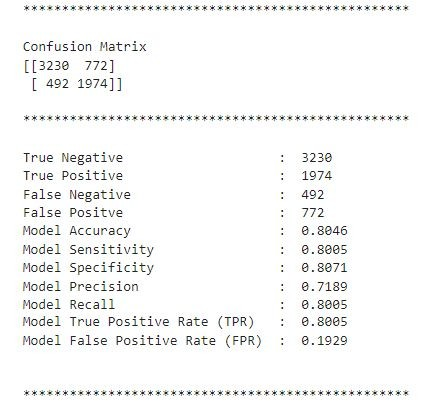 **************************************************
Confusion Matrix
[[3230  772]
 [ 492 1974]]
**************************************************
True Negative                    :  3230
True Positive                    :  1974
False Negative                   :  492
False Positve                    :  772
Model Accuracy                   :  0.8046
Model Sensitivity                :  0.8005
Model Specificity                :  0.8071
Model Precision                  :  0.7189
Model Recall                     :  0.8005
Model True Positive Rate (TPR)   :  0.8005
Model False Positive Rate (FPR)  :  0.1929
**************************************************